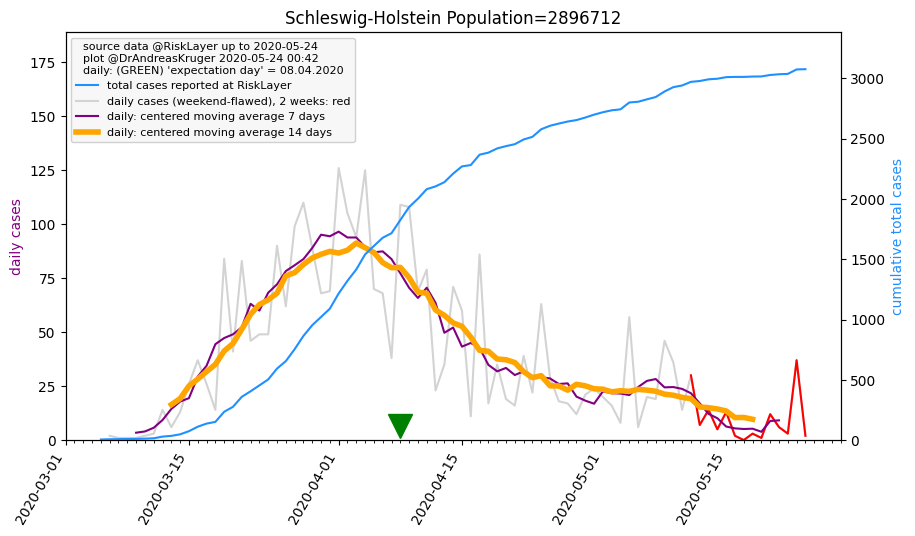 Schleswig-Holstein Population=2896712
source data @RiskLayer up to 2020-05-24
plot @DrAndreasKruger 2020-05-24 00:42
daily: (GREEN) 'expectation day' = 08.04.2020
total cases reported at RiskLayer
daily cases (weekend-flawed), 2 weeks: red
daily: centered moving average 7 days
daily: centered moving average 14 days
daily cases
175
150
125
100
75
50
25
0
cumulative total cases
3000
2500
2000
1500
1000
500
0
2020-03-01
2020-03-15
2020-04-01
2020-04-15
2020-05-01
2020-05-15